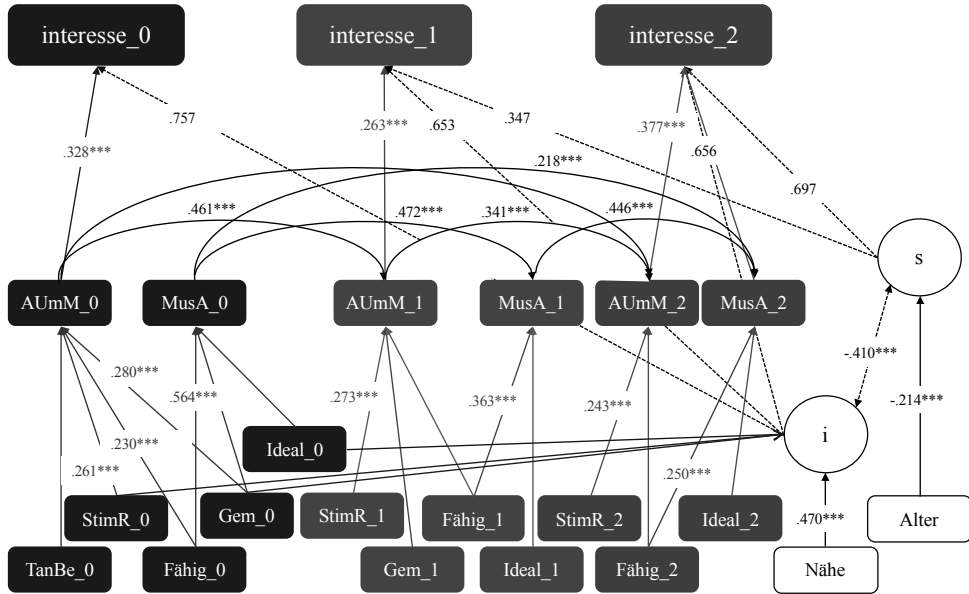 interesse_0
interesse_1
interesse_2
.757
.263***
.653
.347
.377***
.656
.328***
.218***
.697
.461***
.472***
.341***
.446***
s
AUmM_0
MusA_0
AUmM_1
MusA_1
AUmM_2
MusA_2
-.410***
.280***
.564***
.273***
.363***
.243***
-.214***
.230***
Ideal_0
i
.261***
.250***
StimR_0
Gem_0
StimR_1
Fähig_1
StimR_2
Ideal_2
.470***
Alter
TanBe_0
Fähig_0
Gem_1
Ideal_1
Fähig_2
Nähe